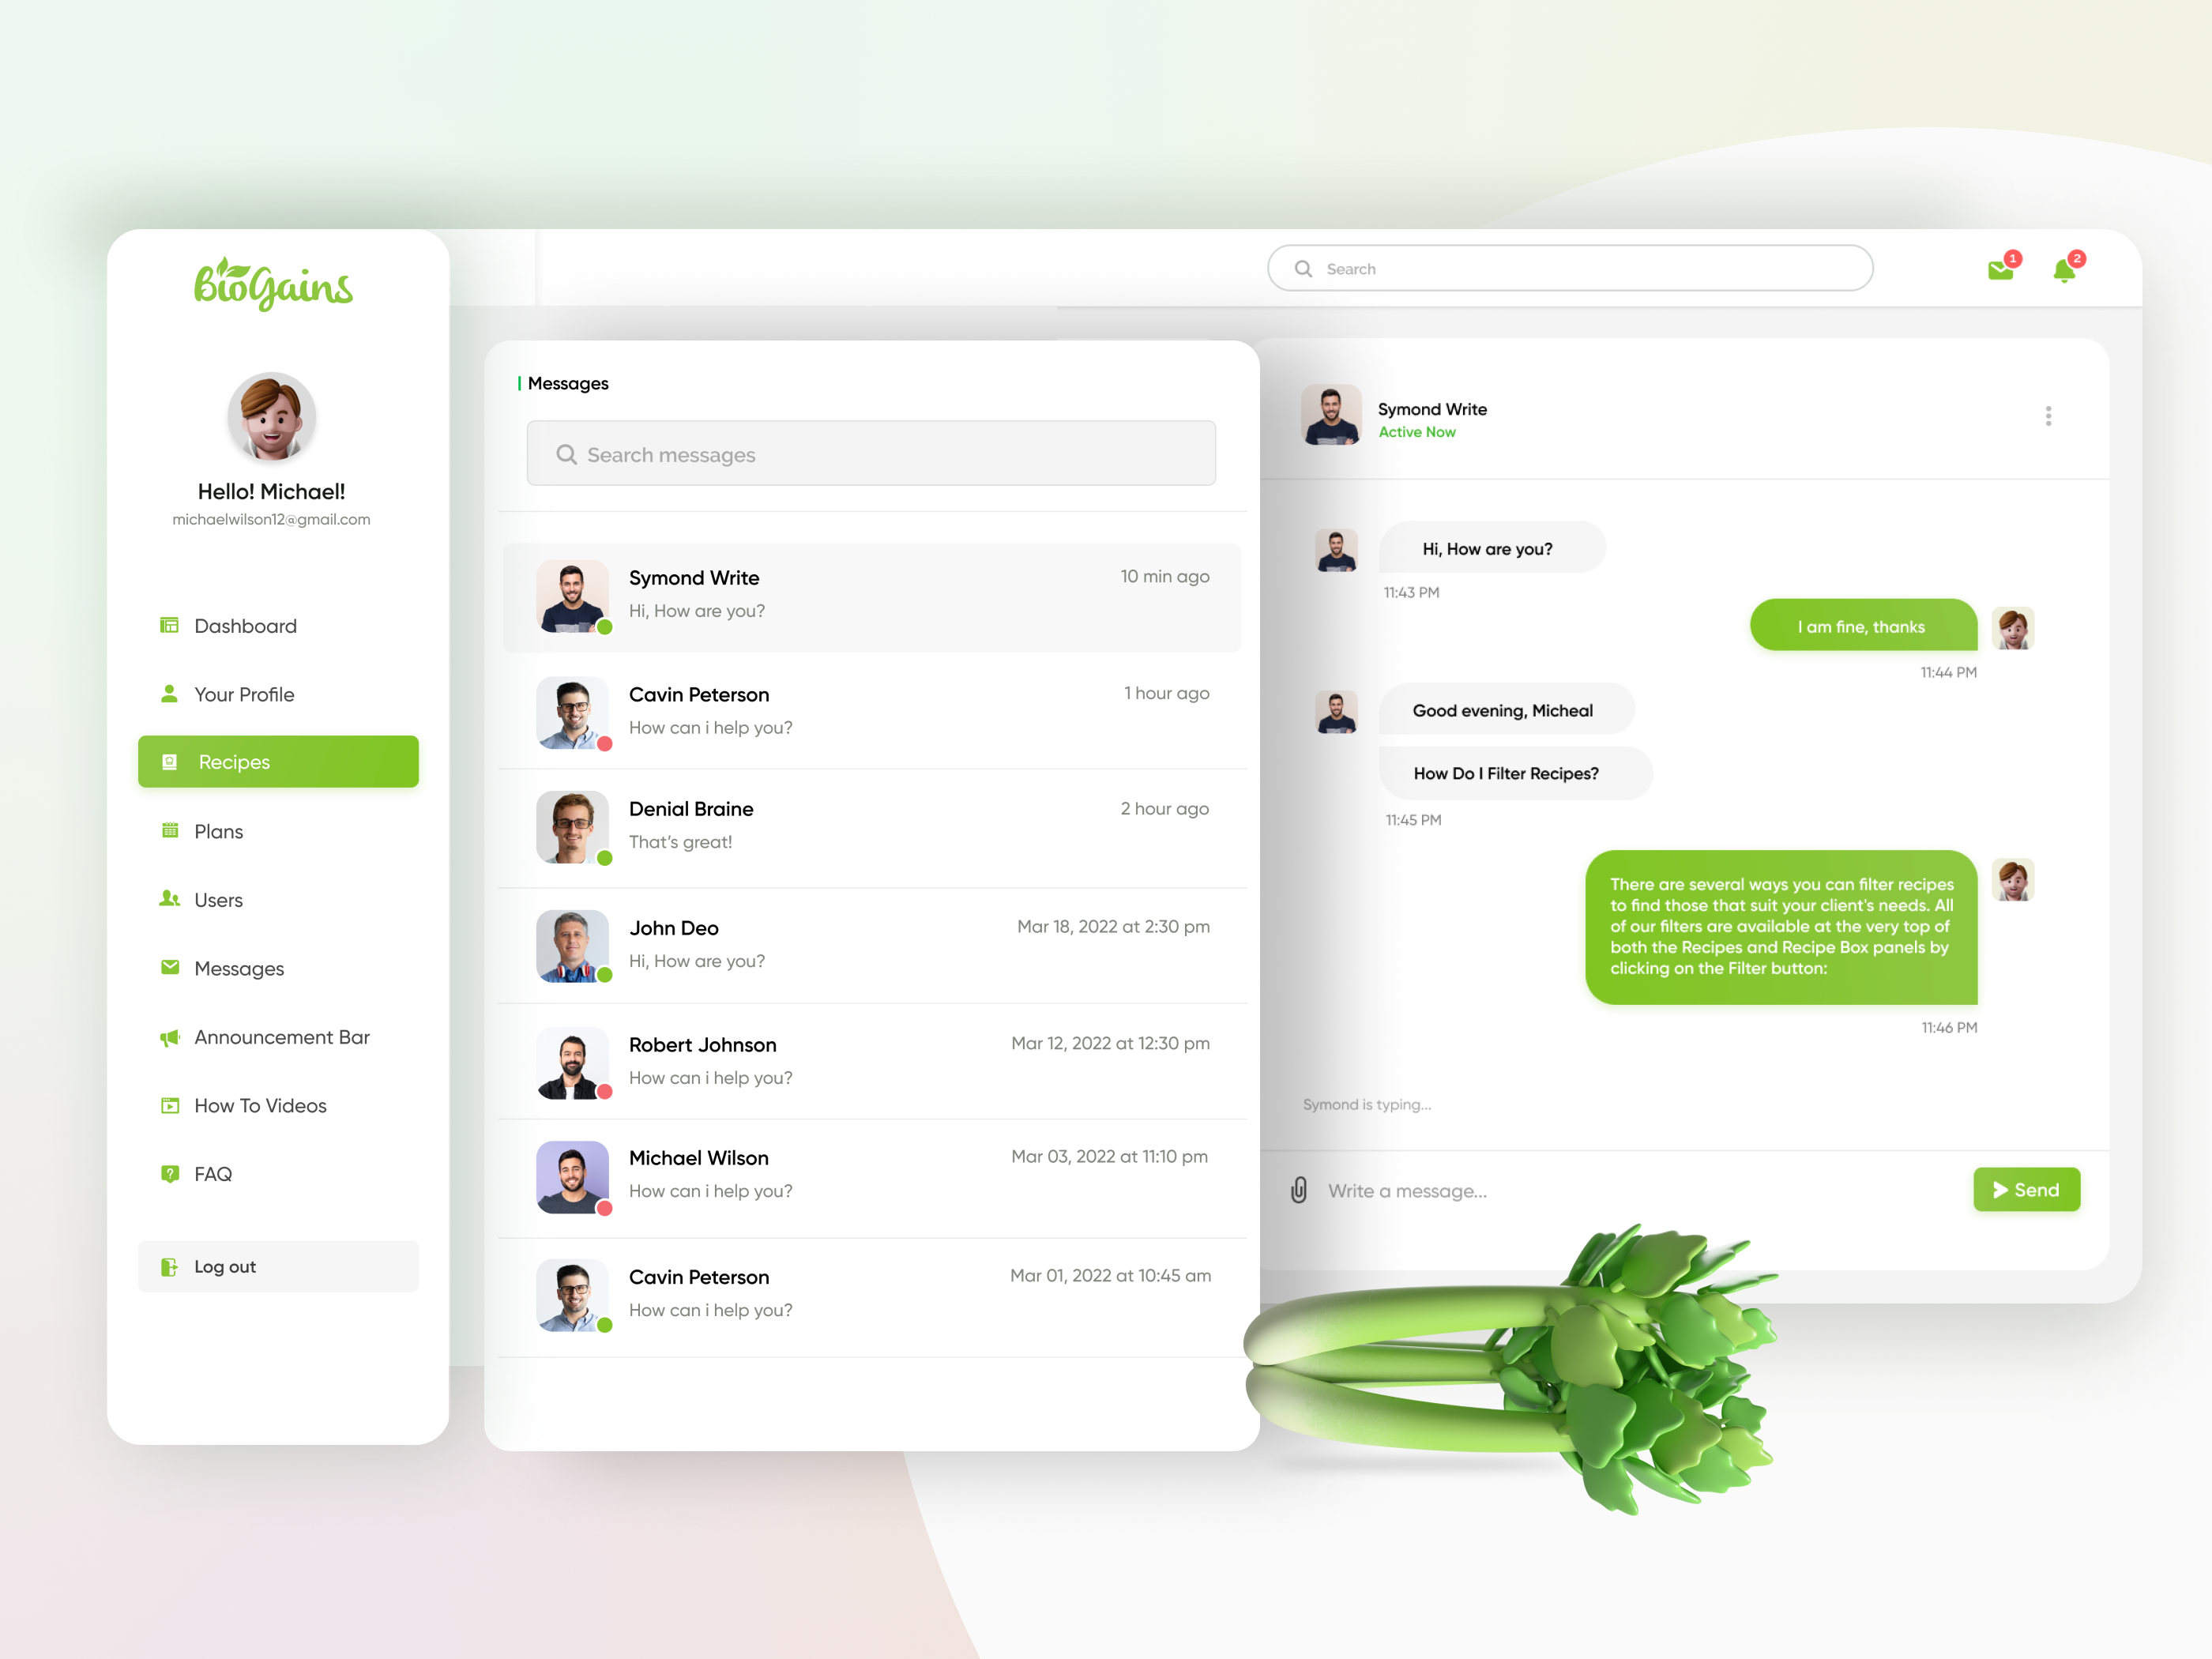 bioGains
Hello! Michael!
michaelwilson12@gmail.com
Dashboard
Your Profile
Recipes
Plans
Users
Messages
Announcement Bar
How To Videos
FAQ
Log out
Search
1
2
Messages
Search messages
Symond Write
10 min ago
Hi, How are you?
Cavin Peterson
1 hour ago
How can i help you?
Denial Braine
2 hour ago
That's great!
John Deo
Mar 18, 2022 at 2:30 pm
Hi, How are you?
Robert Johnson
Mar 12, 2022 at 12:30 pm
How can i help you?
Michael Wilson
Mar 03, 2022 at 11:10 pm
How can i help you?
Cavin Peterson
Mar 01, 2022 at 10:45 am
How can i help you?
Symond Write
Active Now
Hi, How are you?
11:43 PM
I am fine, thanks
11:44 PM
Good evening, Micheal
How Do I Filter Recipes?
11:45 PM
There are several ways you can filter recipes
to find those that suit your client's needs. All
of our filters are available at the very top of
both the Recipes and Recipe Box panels by
clicking on the Filter button:
11:46 PM
Symond is typing...
Write a message...
Send